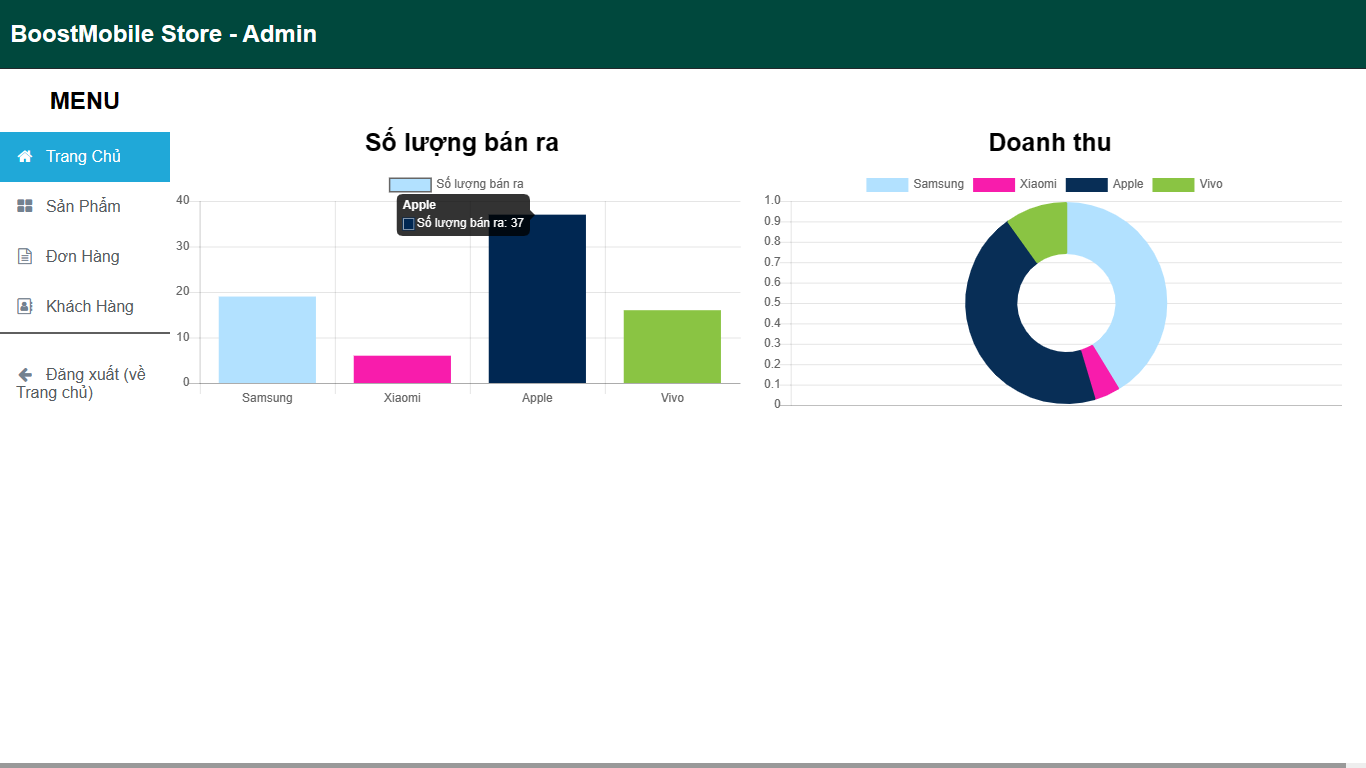 BoostMobile Store - Admin
MENU
Trang Chủ
Sản Phẩm
Đơn Hàng
Khách Hàng
Đăng xuất (về
Trang chủ)
Số lượng bán ra
Số lượng bán ra
Apple
Số lượng bán ra: 37
40
30
20
10
0
Samsung Xiaomi Apple Vivo
Doanh thu
Samsung Xiaomi Apple Vivo
1.0
0.9
0.8
0.7
0.6
0.5
0.4
0.3
0.2
0.1
0